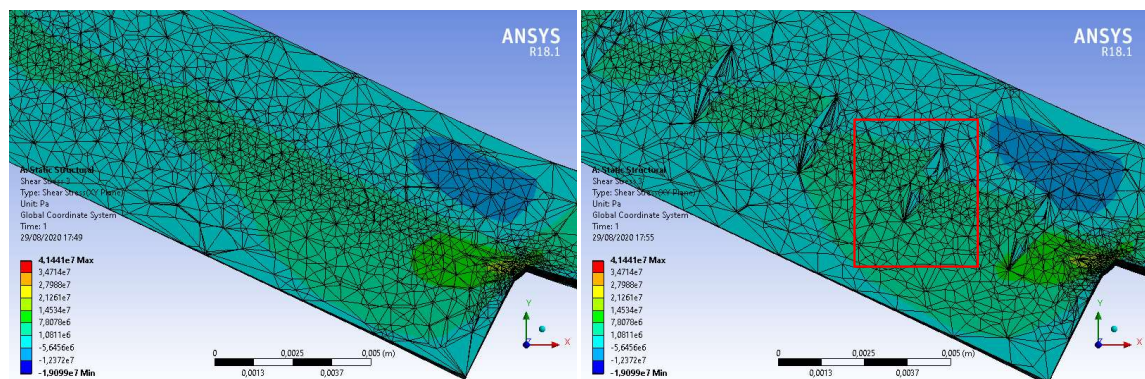 ANSYS
R18.1
A: Static Structural
Type: Shear Stress(XY Plane)
Unit: Pa
Global Coordinate System
Time: 1
29/08/2020 17:49
4,1441e7 Max
3,4714e7
2,7988e7
2,1261e7
1,4534e7
7,8078e6
1,0811e6
-5,6456e6
-1,2372e7
-1,9099e7 Min
0,0025
0,005 (m)
0,0013
0,0037
Y
X
ANSYS
R18.1
A: Static Structural
Type: Shear Stress(XY Plane)
Unit: Pa
Global Coordinate System
Time: 1
29/08/2020 17:55
4,1441e7 Max
3,4714e7
2,7988e7
2,1261e7
1,4534e7
7,8078e6
1,0811e6
-5,6456e6
-1,2372e7
-1,9099e7 Min
0,0025
0,005 (m)
0,0013
0,0037
Y
X